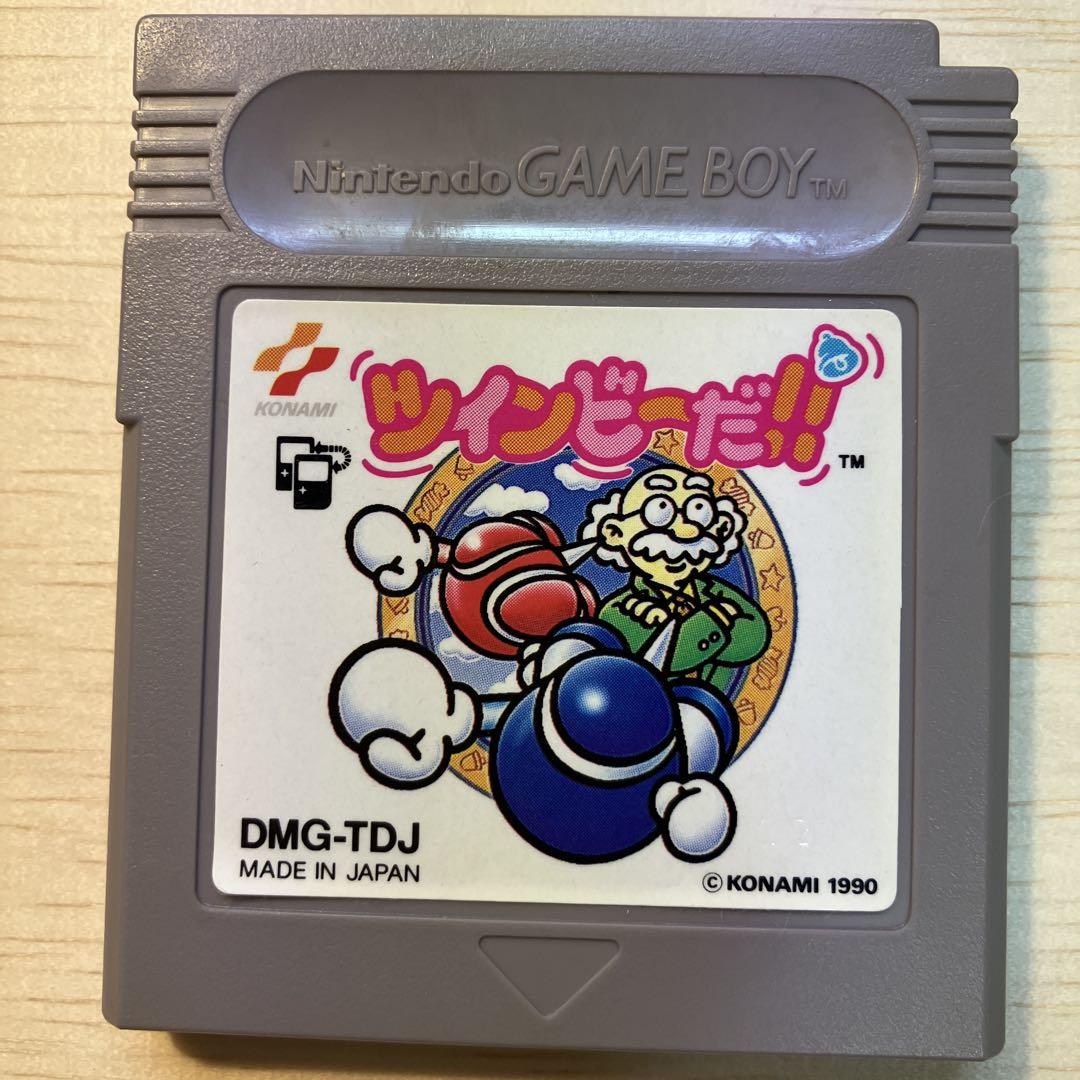 Nintendo GAME BOY TM
KONAMI
ツインビーだ!!
TM
DMG-TDJ
MADE IN JAPAN
© KONAMI 1990